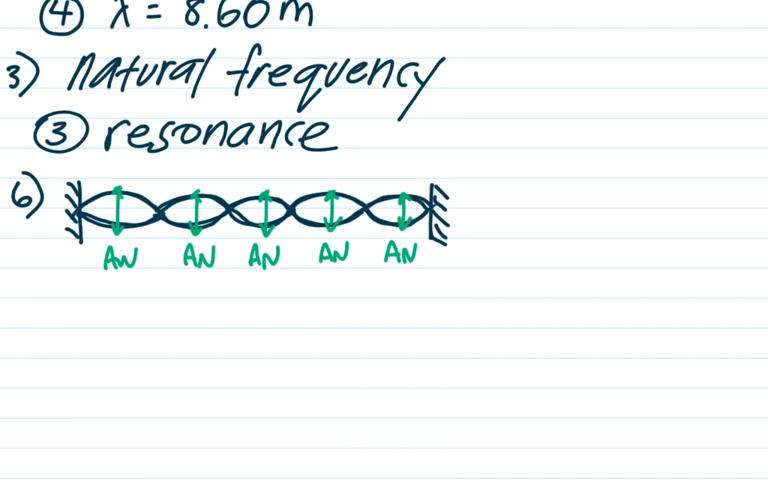 ④ λ = 8.60 m
3) natural frequency
③ resonance
6)
AN AN AN AN AN